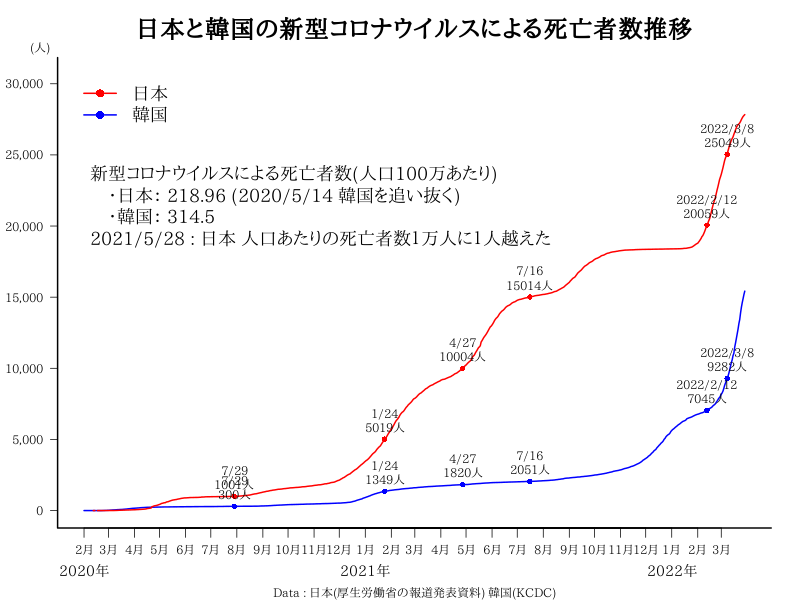 日本と韓国の新型コロナウイルスによる死亡者数推移
(人)
30,000
25,000
20,000
15,000
10,000
5,000
0
日本
韓国
新型コロナウイルスによる死亡者数(人口100万あたり)
・日本: 218.96 (2020/5/14 韓国を追い抜く)
・韓国: 314.5
2021/5/28 : 日本 人口あたりの死亡者数1万人に1人越えた
7/29
1001人
1/24
5019人
4/27
10004人
7/16
15014人
2022/2/12
20059人
2022/3/8
25049人
7/29
300人
1/24
1349人
4/27
1820人
7/16
2051人
2022/2/12
7045人
2022/3/8
9282人
2月 3月 4月 5月 6月 7月 8月 9月 10月 11月 12月 1月 2月 3月 4月 5月 6月 7月 8月 9月 10月 11月 12月 1月 2月 3月
2020年 2021年 2022年
Data : 日本(厚生労働省の報道発表資料) 韓国(KCDC)